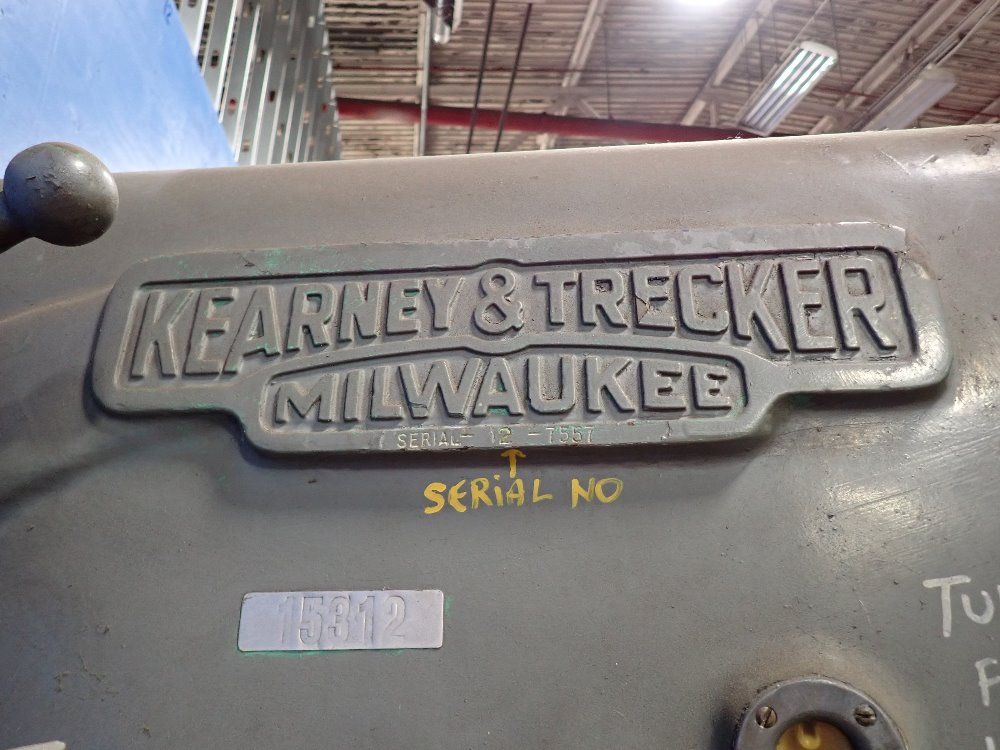 KEARNEY & TRECKER
MILWAUKEE
SERIAL- 12 -7557
↑
SERIAL NO
15312